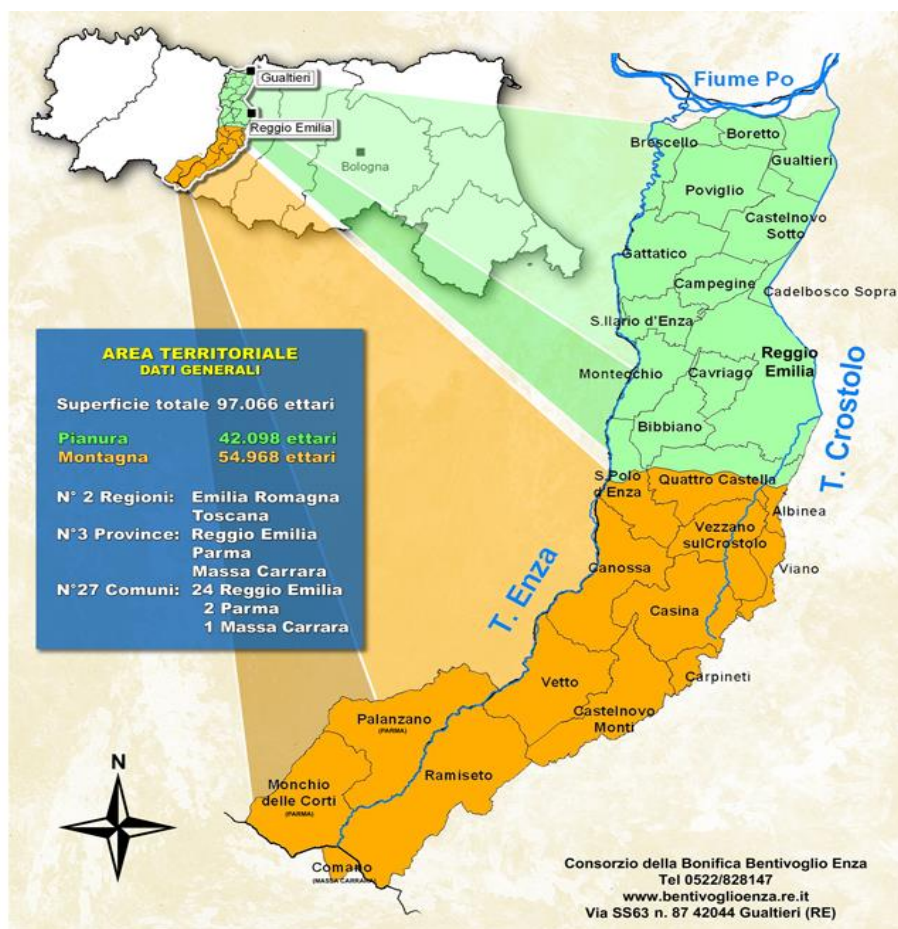 Gualtieri
Reggio Emilia
Bologna
Fiume Po
Brescello
Boretto
Gualtieri
Poviglio
Castelnovo
Sotto
Gattatico
Campegine
Cadelbosco Sopra
S.Ilario d'Enza
Montecchio
Cavriago
Reggio
Emilia
Bibbiano
T. Crostolo
S.Polo
d'Enza
Quattro Castella
Albinea
Vezzano
sulCrostolo
Viano
Canossa
T. Enza
Casina
Carpineti
Vetto
Castelnovo
Monti
Palanzano
(PARMA)
Ramiseto
Monchio
delle Corti
(PARMA)
Comano
(MASSA CARRARA)
AREA TERRITORIALE
DATI GENERALI
Superficie totale 97.066 ettari
Pianura 42.098 ettari
Montagna 54.968 ettari
N° 2 Regioni: Emilia Romagna
Toscana
N°3 Province: Reggio Emilia
Parma
Massa Carrara
N°27 Comuni: 24 Reggio Emilia
2 Parma
1 Massa Carrara
N
Consorzio della Bonifica Bentivoglio Enza
Tel 0522/828147
www.bentivoglioenza.re.it
Via SS63 n. 87 42044 Gualtieri (RE)